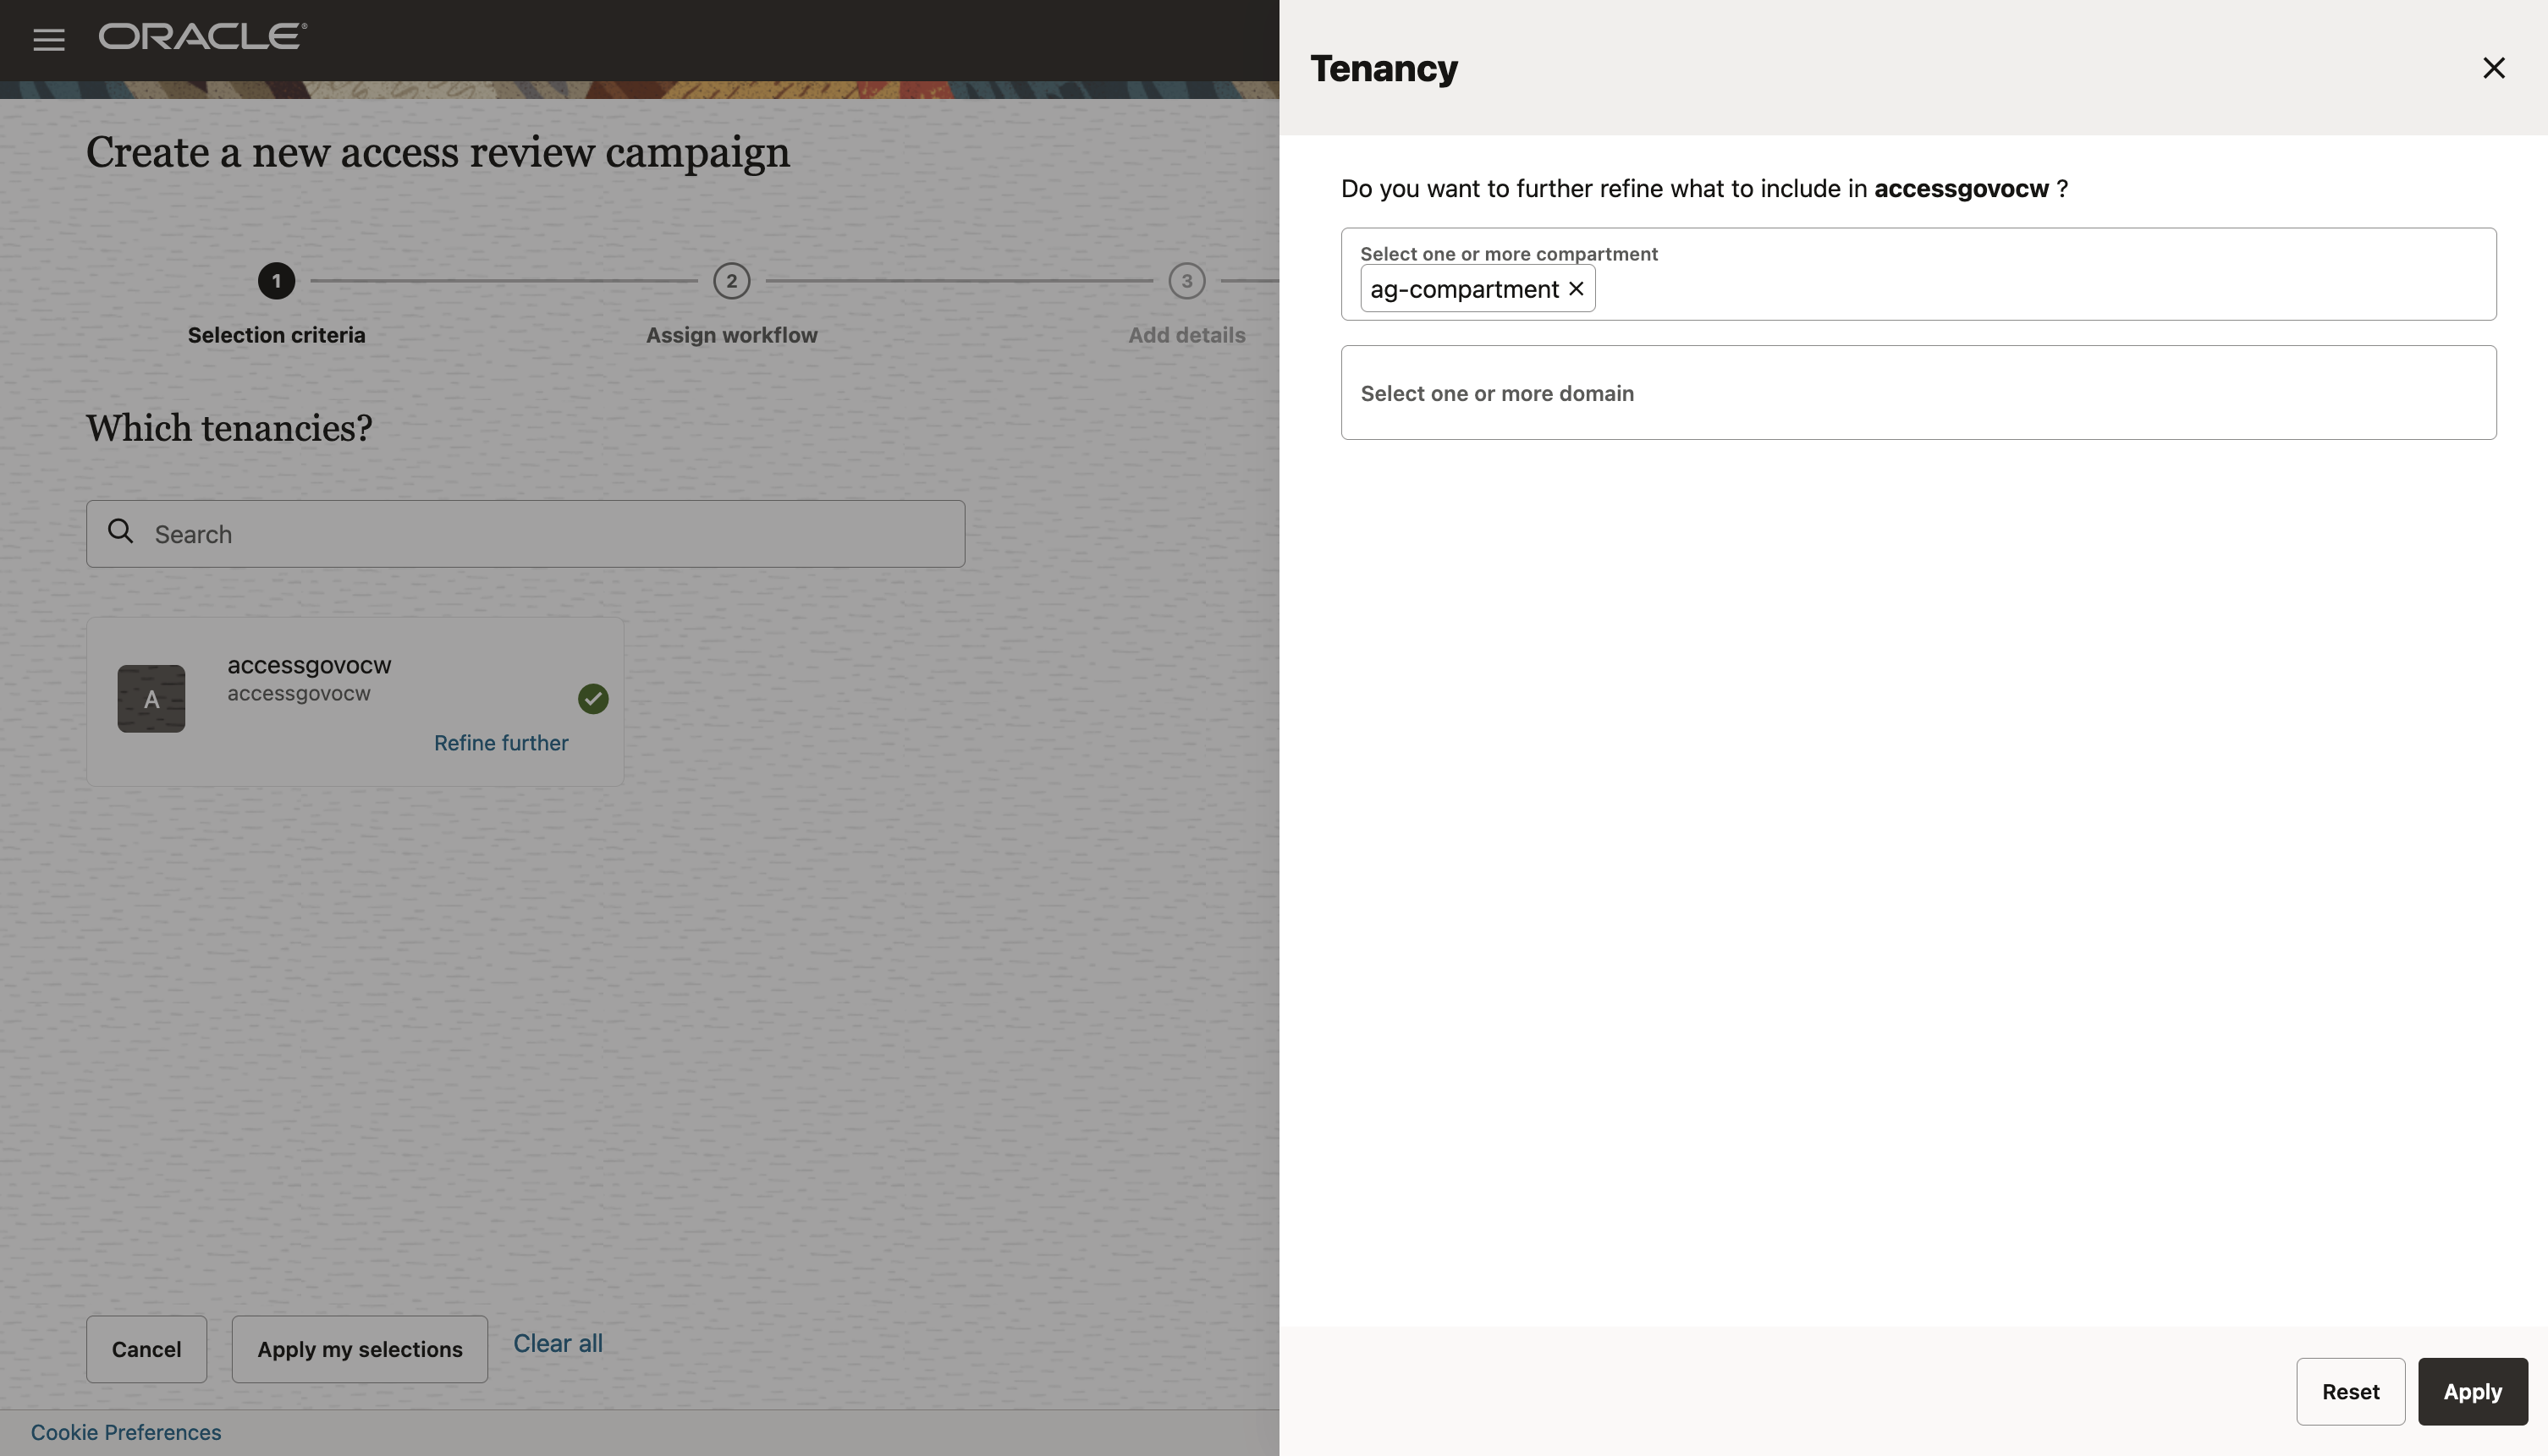 ORACLE®
Create a new access review campaign
1
2
3
Selection criteria
Assign workflow
Add details
Which tenancies?
Search
A
accessgovocw
accessgovocw
Refine further
Cancel
Apply my selections
Clear all
Cookie Preferences
Tenancy
Do you want to further refine what to include in accessgovocw ?
Select one or more compartment
ag-compartment
Select one or more domain
Reset
Apply